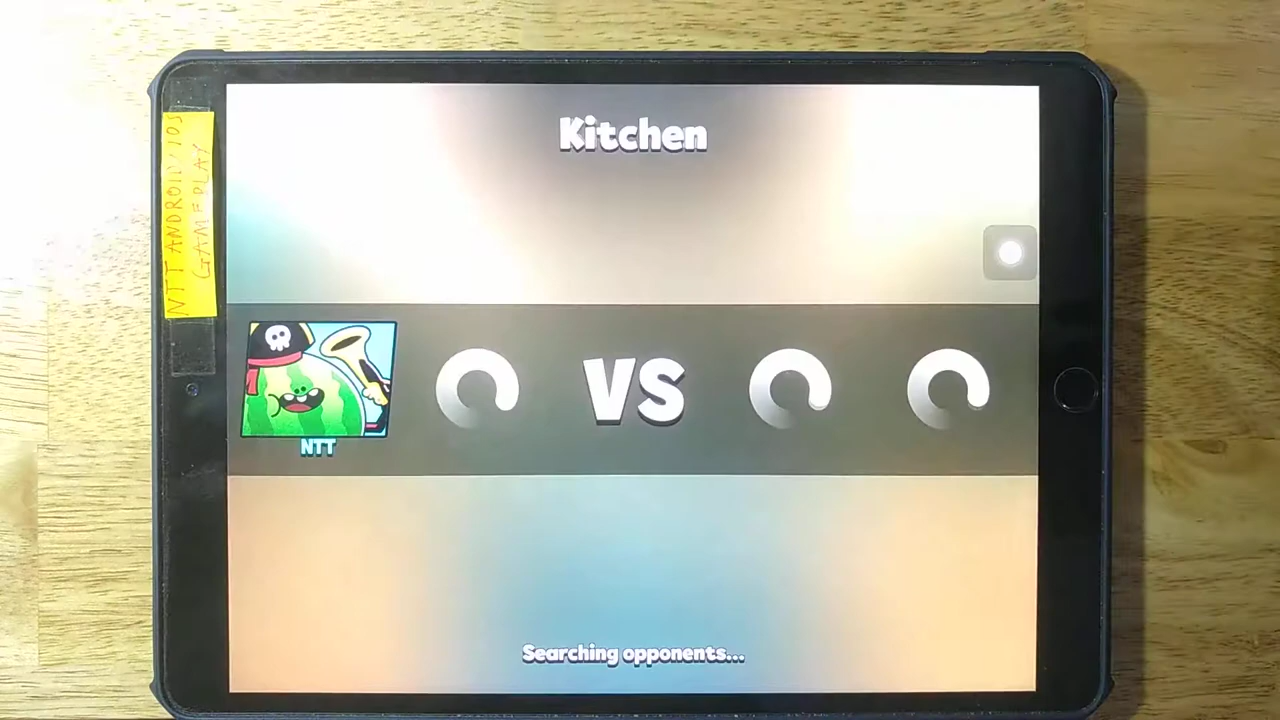 NTT ANDROID/IOS
GAMEPLAY
Kitchen
VS
NTT
Searching opponents...